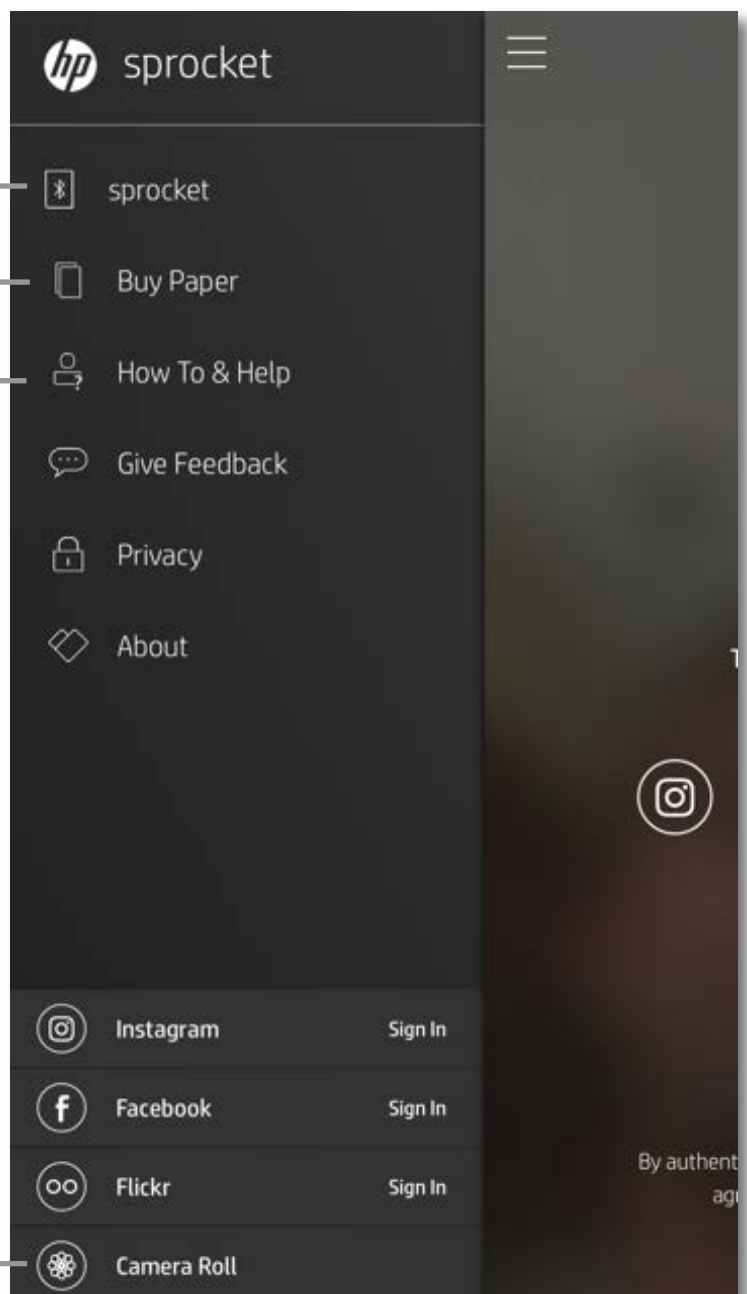 hp sprocket
sprocket
Buy Paper
How To & Help
Give Feedback
Privacy
About
Instagram Sign In
Facebook Sign In
Flickr Sign In
Camera Roll
By authent